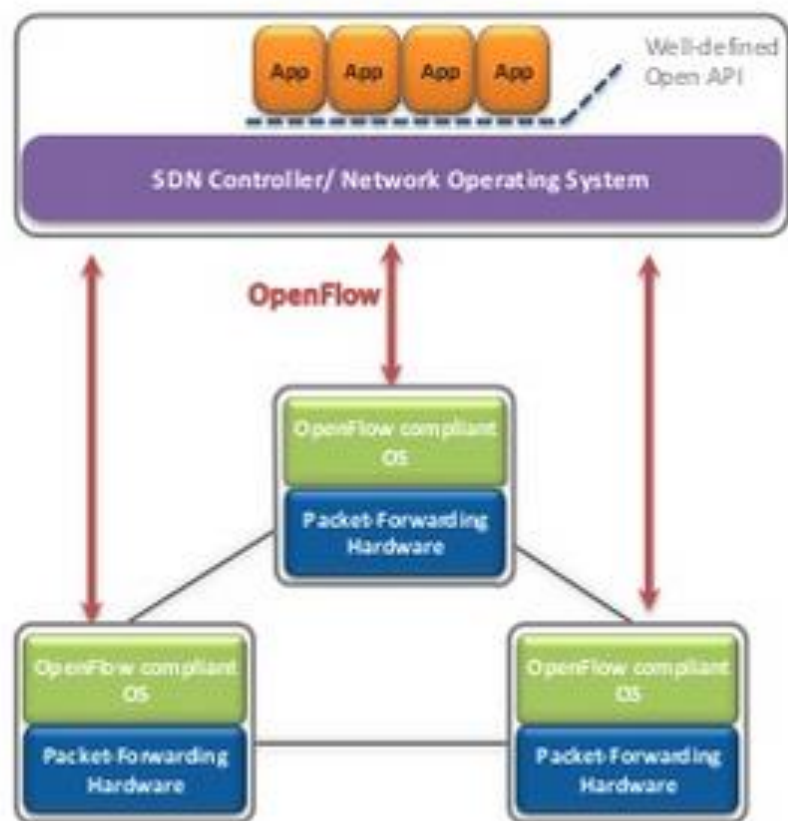 App App App App
Well-defined
Open API
SDN Controller/ Network Operating System
OpenFlow
OpenFlow compliant
OS
Packet-Forwarding
Hardware
OpenFlow compliant
OS
Packet-Forwarding
Hardware
OpenFlow compliant
OS
Packet-Forwarding
Hardware